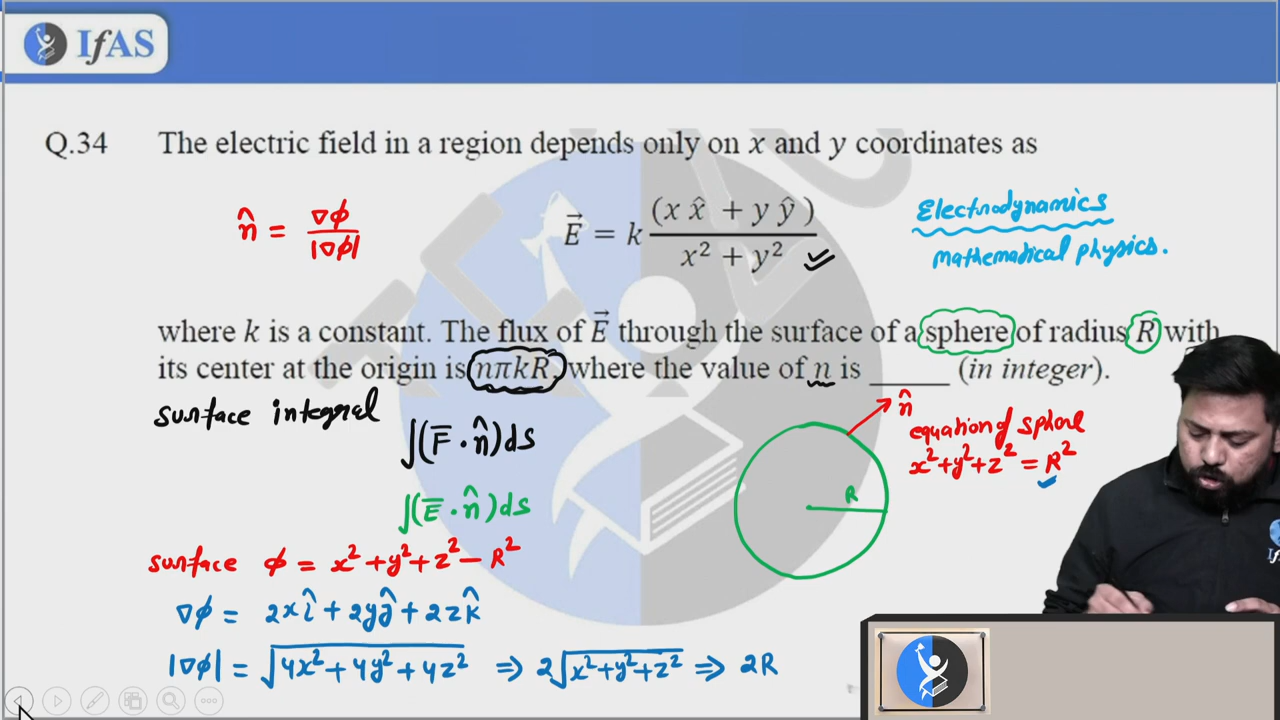 IfAS
Q.34 The electric field in a region depends only on x and y coordinates as
n̂ = ∇ϕ / |∇ϕ|
E⃗ = k (x x̂ + y ŷ) / x² + y²
Electrodynamics
mathematical physics.
where k is a constant. The flux of E⃗ through the surface of a sphere of radius R with
its center at the origin is nπkR, where the value of n is _____ (in integer).
surface integral
∫(F̅ · n̂) ds
∫(E̅ · n̂) ds
n̂
equation of sphere
x² + y² + z² = R²
R
surface ϕ = x² + y² + z² − R²
∇ϕ = 2x î + 2y ĵ + 2z k̂
|∇ϕ| = √4x² + 4y² + 4z² ⇒ 2√x² + y² + z² ⇒ 2R